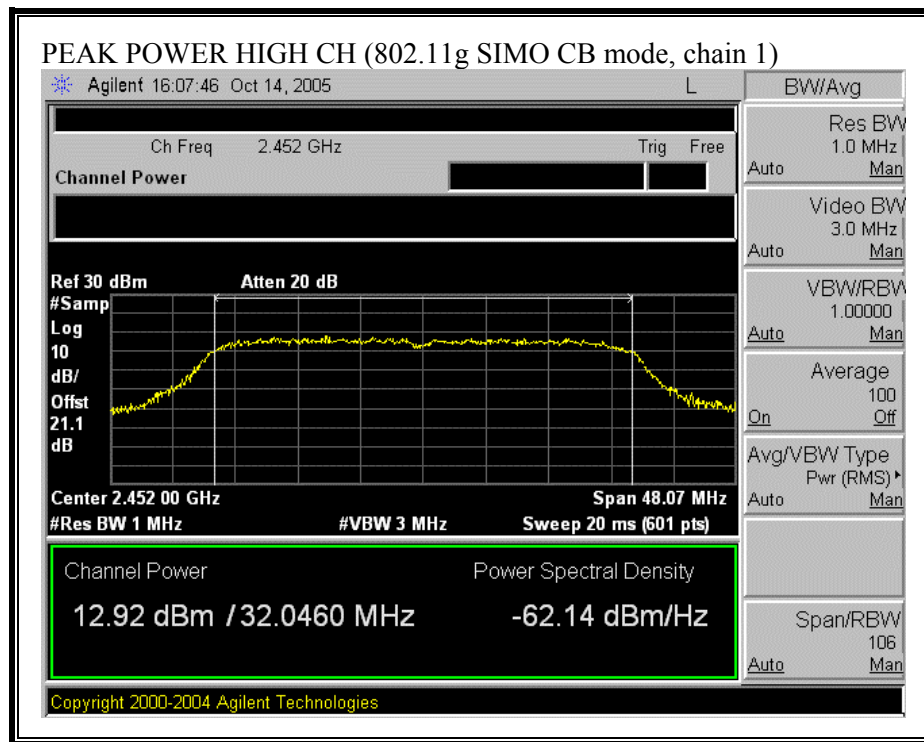 PEAK POWER HIGH CH (802.11g SIMO CB mode, chain 1)
Agilent 16:07:46 Oct 14, 2005 L
BW/Avg
Ch Freq 2.452 GHz Trig Free
Channel Power
Res BW
1.0 MHz
Auto Man
Video BW
3.0 MHz
Auto Man
VBW/RBW
1.00000
Auto Man
Average
100
On Off
Avg/VBW Type
Pwr (RMS)
Auto Man
Span/RBW
106
Auto Man
Ref 30 dBm Atten 20 dB
#Samp
Log
10
dB/
Offst
21.1
dB
Center 2.452 00 GHz Span 48.07 MHz
#Res BW 1 MHz #VBW 3 MHz Sweep 20 ms (601 pts)
Channel Power Power Spectral Density
12.92 dBm / 32.0460 MHz -62.14 dBm/Hz
Copyright 2000-2004 Agilent Technologies